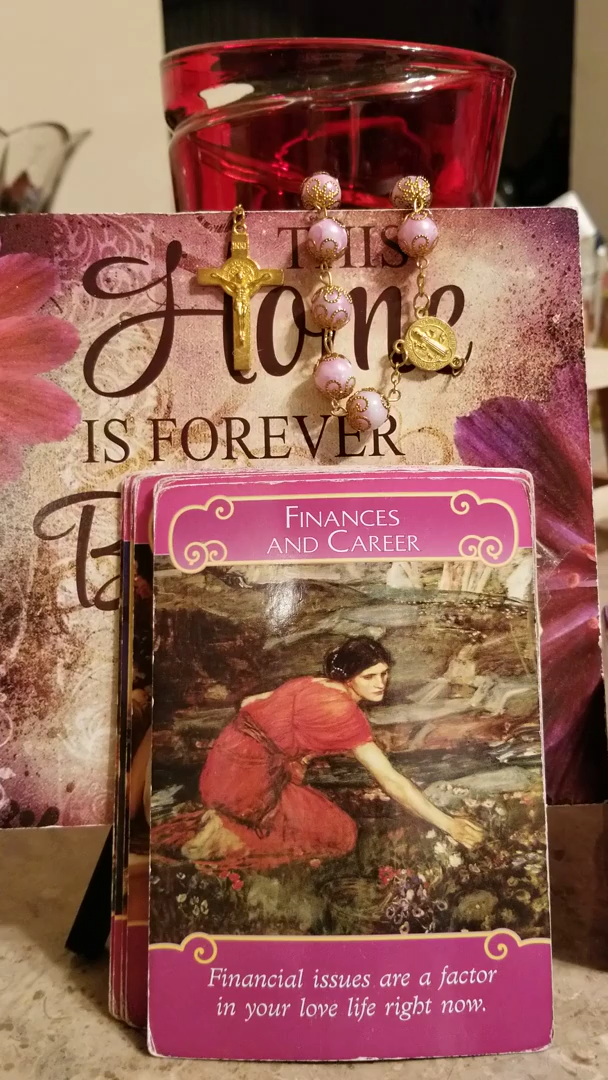 THIS
Home
IS FOREVER
FINANCES
AND CAREER
Financial issues are a factor
in your love life right now.